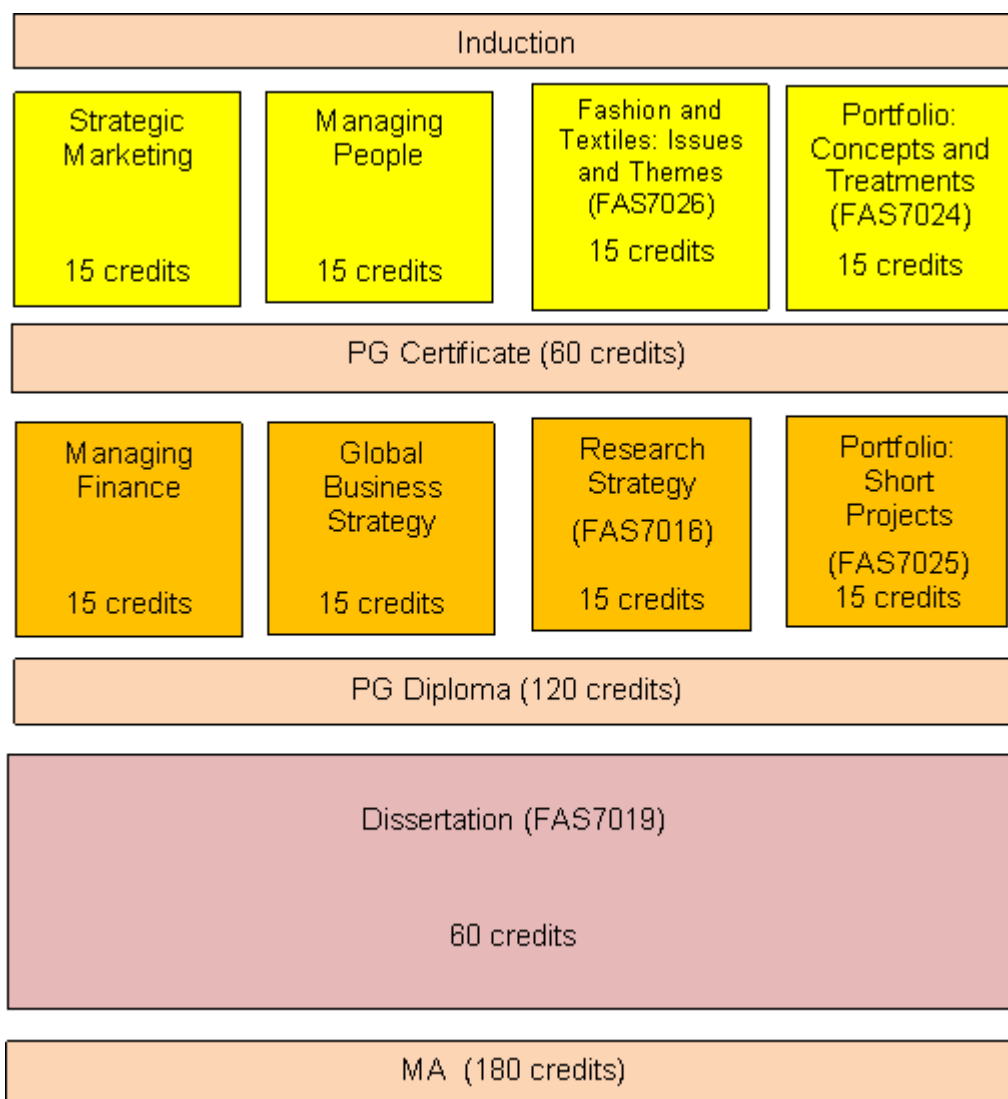 Induction
Strategic
Marketing
15 credits
Managing
People
15 credits
Fashion and
Textiles: Issues
and Themes
(FAS7026)
15 credits
Portfolio:
Concepts and
Treatments
(FAS7024)
15 credits
PG Certificate (60 credits)
Managing
Finance
15 credits
Global
Business
Strategy
15 credits
Research
Strategy
(FAS7016)
15 credits
Portfolio:
Short
Projects
(FAS7025)
15 credits
PG Diploma (120 credits)
Dissertation (FAS7019)
60 credits
MA (180 credits)